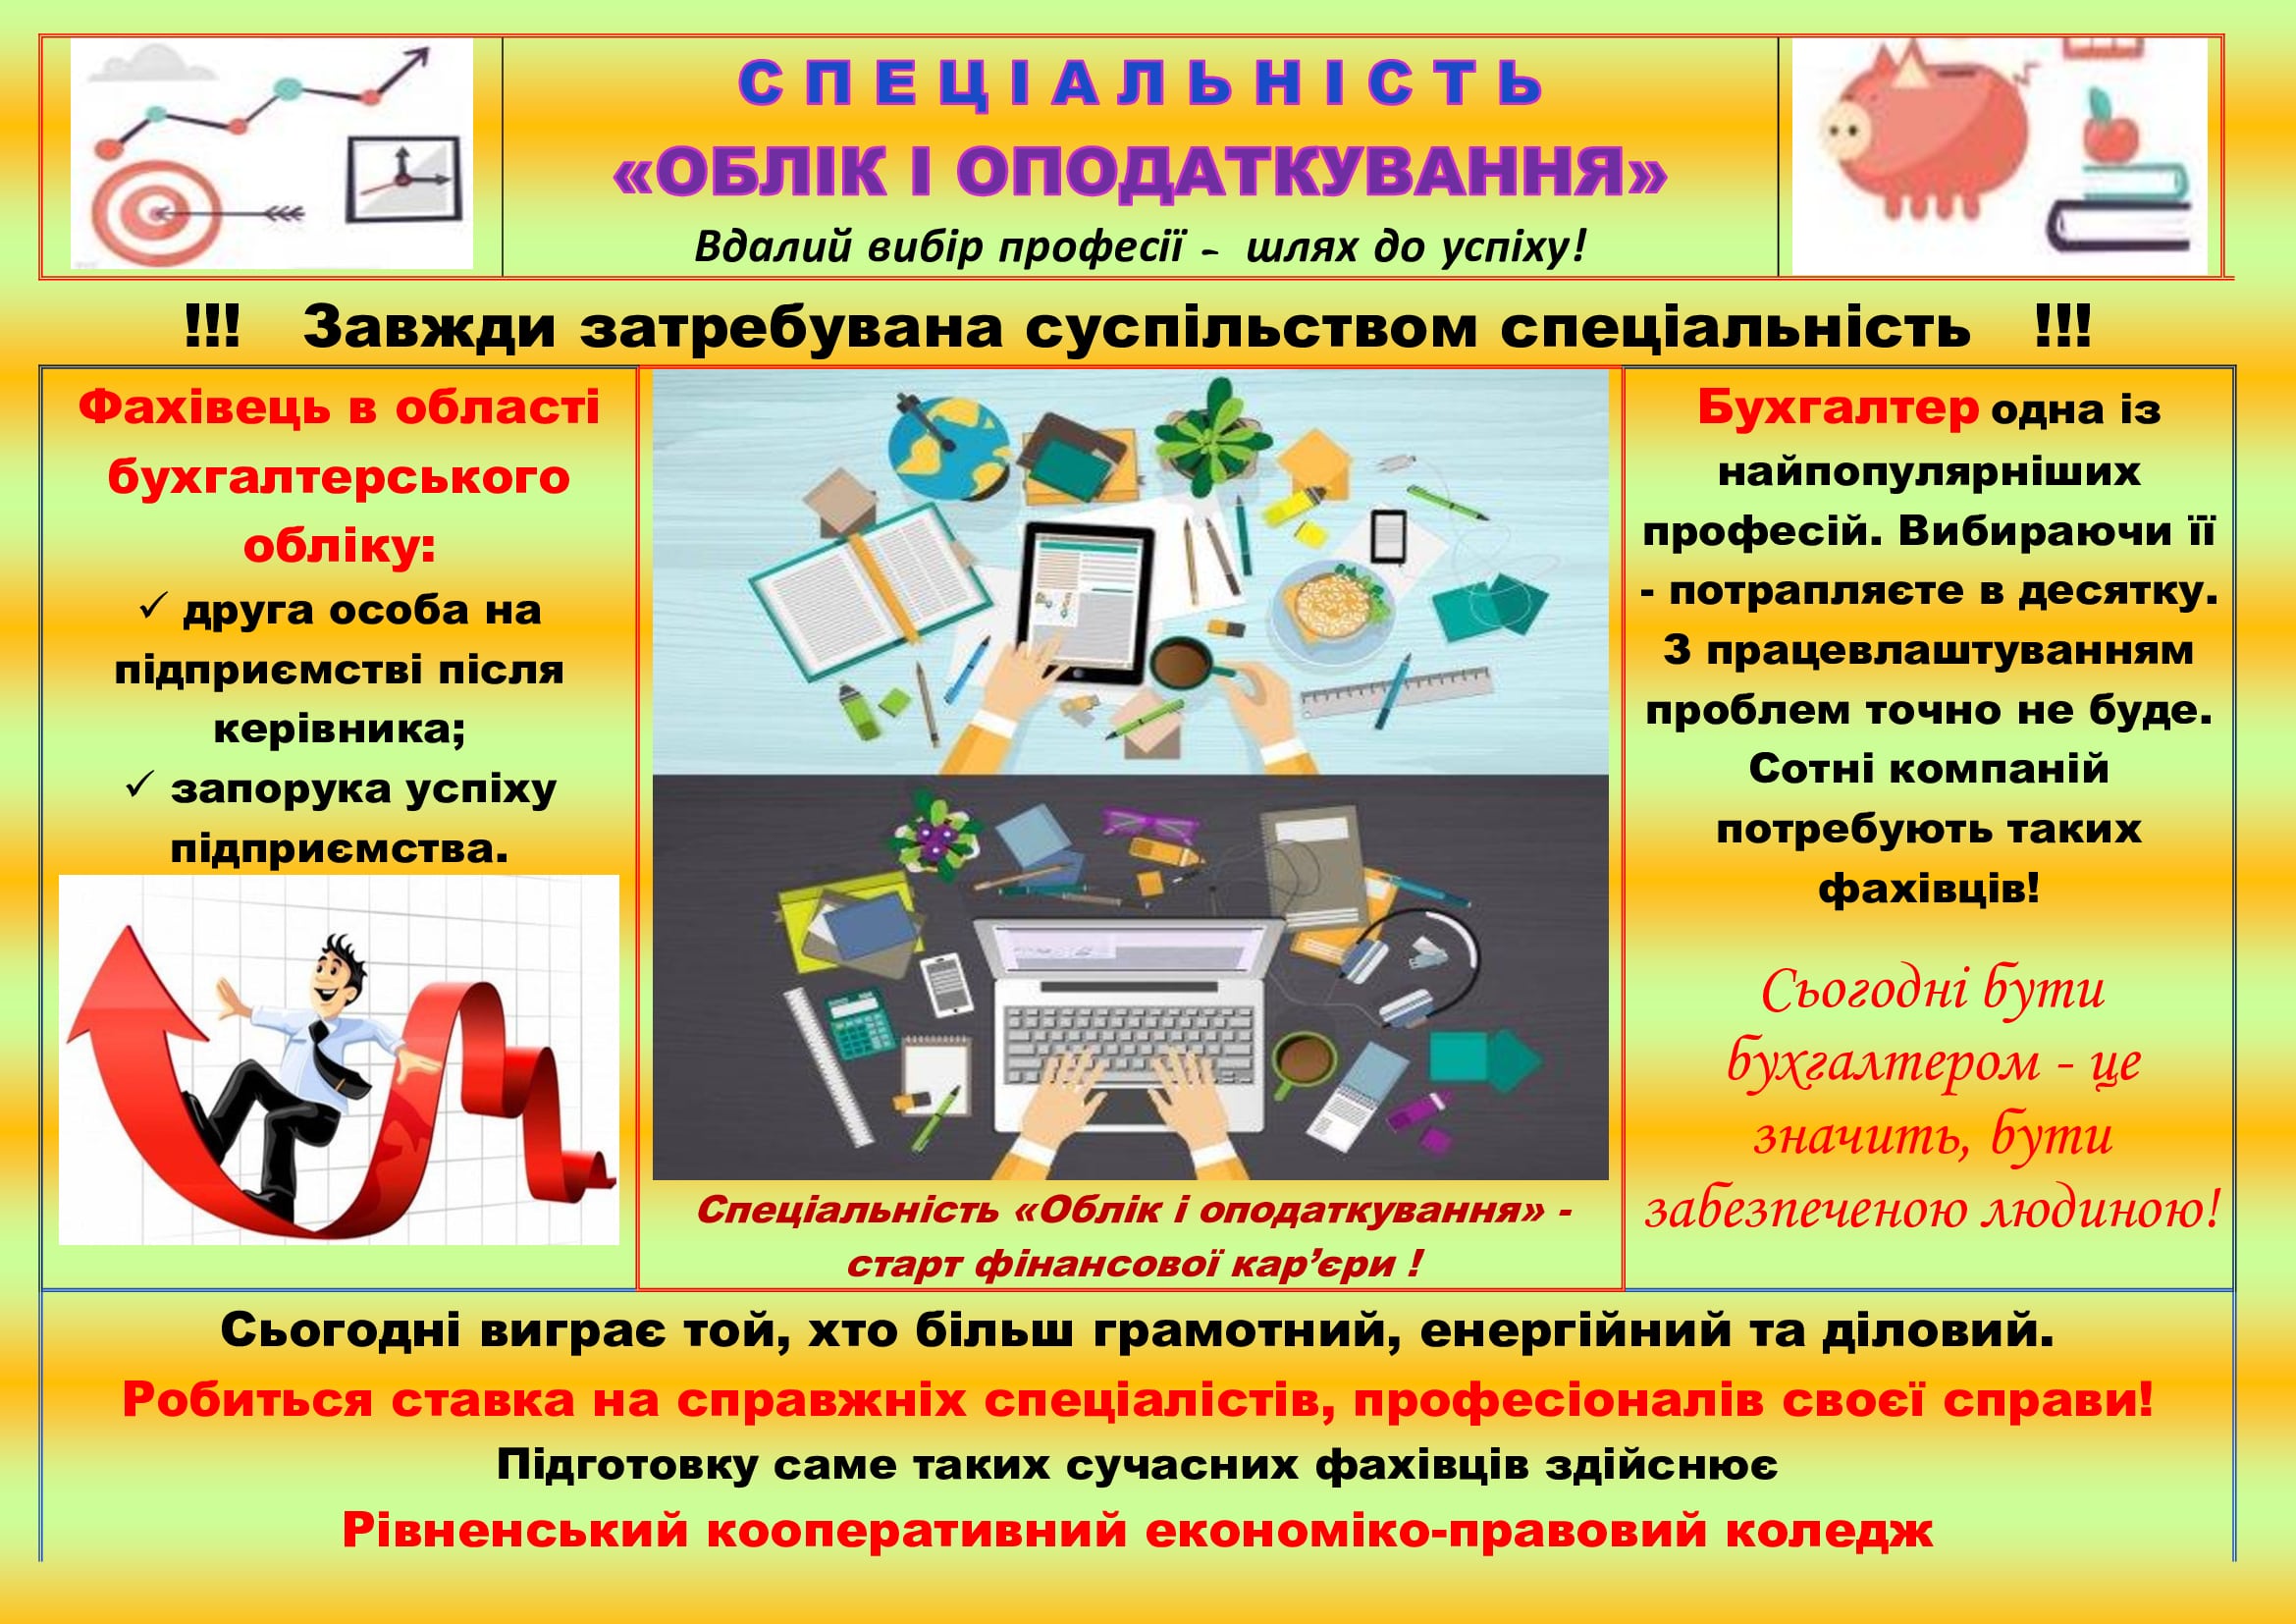 СПЕЦІАЛЬНІСТЬ
«ОБЛІК І ОПОДАТКУВАННЯ»
Вдалий вибір професії - шлях до успіху!
!!! Завжди затребувана суспільством спеціальність !!!
Фахівець в області
бухгалтерського
обліку:
✓ друга особа на
підприємстві після
керівника;
✓ запорука успіху
підприємства.
Спеціальність «Облік і оподаткування» -
старт фінансової кар’єри !
Бухгалтер одна із
найпопулярніших
професій. Вибираючи її
- потрапляєте в десятку.
З працевлаштуванням
проблем точно не буде.
Сотні компаній
потребують таких
фахівців!
Сьогодні бути
бухгалтером - це
значить, бути
забезпеченою людиною!
Сьогодні виграє той, хто більш грамотний, енергійний та діловий.
Робиться ставка на справжніх спеціалістів, професіоналів своєї справи!
Підготовку саме таких сучасних фахівців здійснює
Рівненський кооперативний економіко-правовий коледж